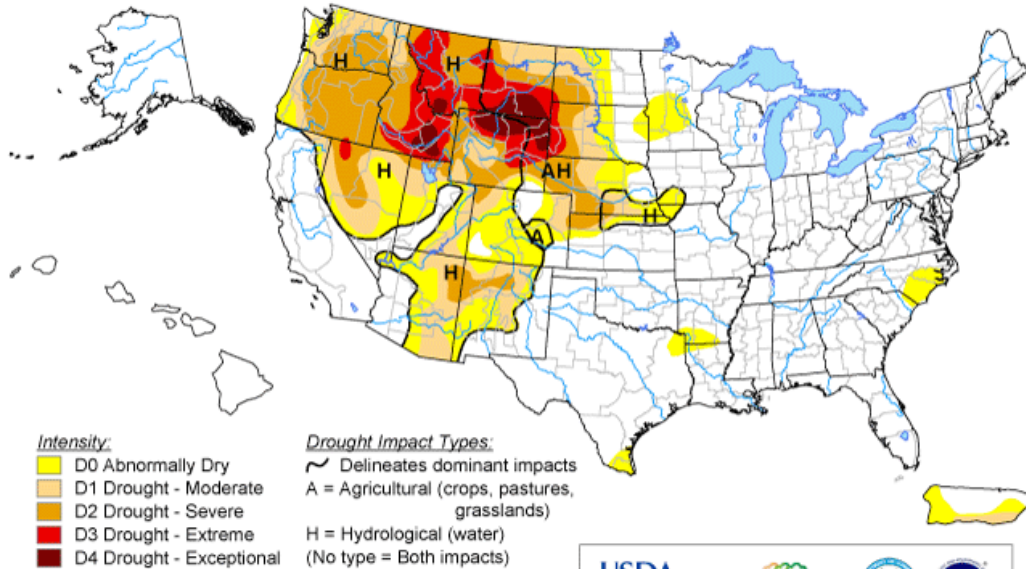 H
H
H
AH
H
A
H
Intensity:
D0 Abnormally Dry
D1 Drought - Moderate
D2 Drought - Severe
D3 Drought - Extreme
D4 Drought - Exceptional
Drought Impact Types:
Delineates dominant impacts
A = Agricultural (crops, pastures,
grasslands)
H = Hydrological (water)
(No type = Both impacts)
USDA